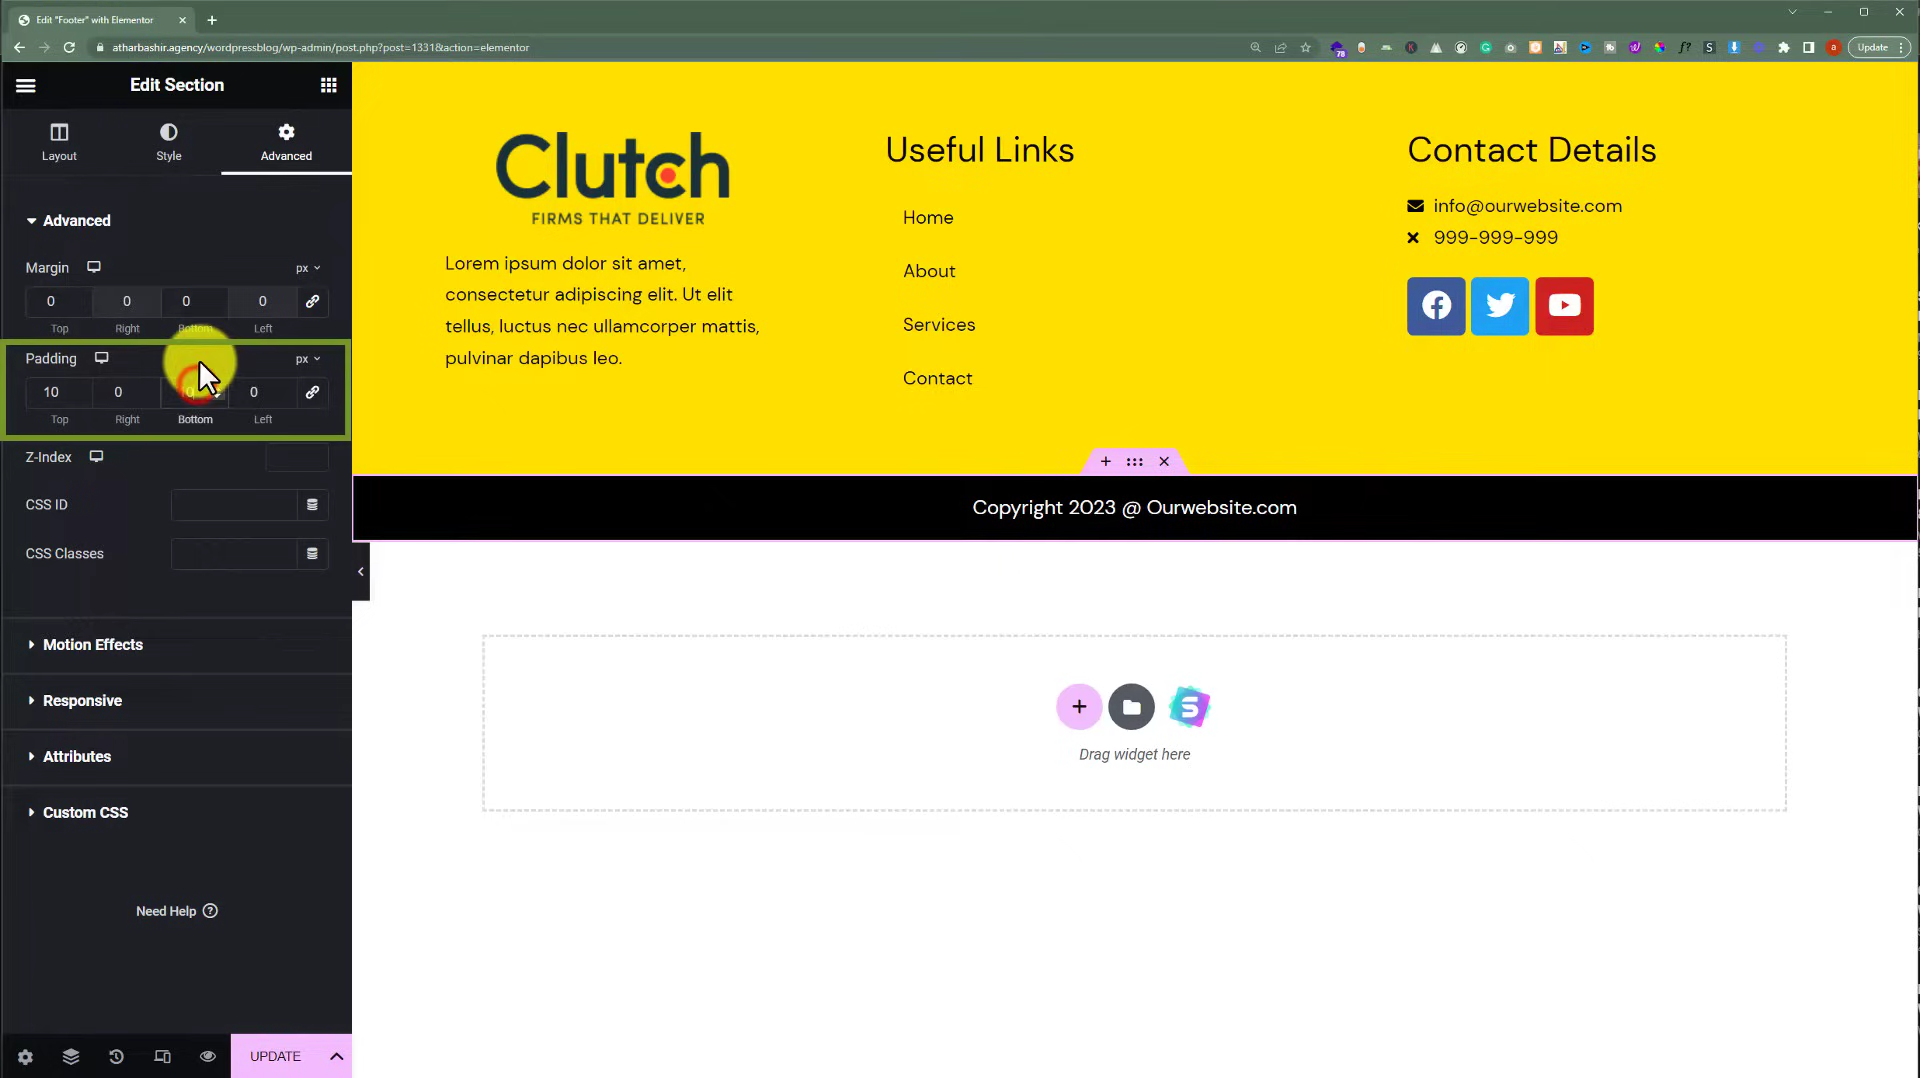 Edit "Footer" with Elementor
atharbashir.agency/wordpressblog/wp-admin/post.php?post=1331&action=elementor
78
Update
Edit Section
Layout
Style
Advanced
Advanced
Margin
px
0
0
0
0
Top
Right
Bottom
Left
Padding
px
10
0
10
0
Top
Right
Bottom
Left
Z-Index
CSS ID
CSS Classes
Motion Effects
Responsive
Attributes
Custom CSS
Need Help
UPDATE
Clutch
FIRMS THAT DELIVER
Lorem ipsum dolor sit amet,
consectetur adipiscing elit. Ut elit
tellus, luctus nec ullamcorper mattis,
pulvinar dapibus leo.
Useful Links
Home
About
Services
Contact
Contact Details
info@ourwebsite.com
999-999-999
Copyright 2023 @ Ourwebsite.com
Drag widget here